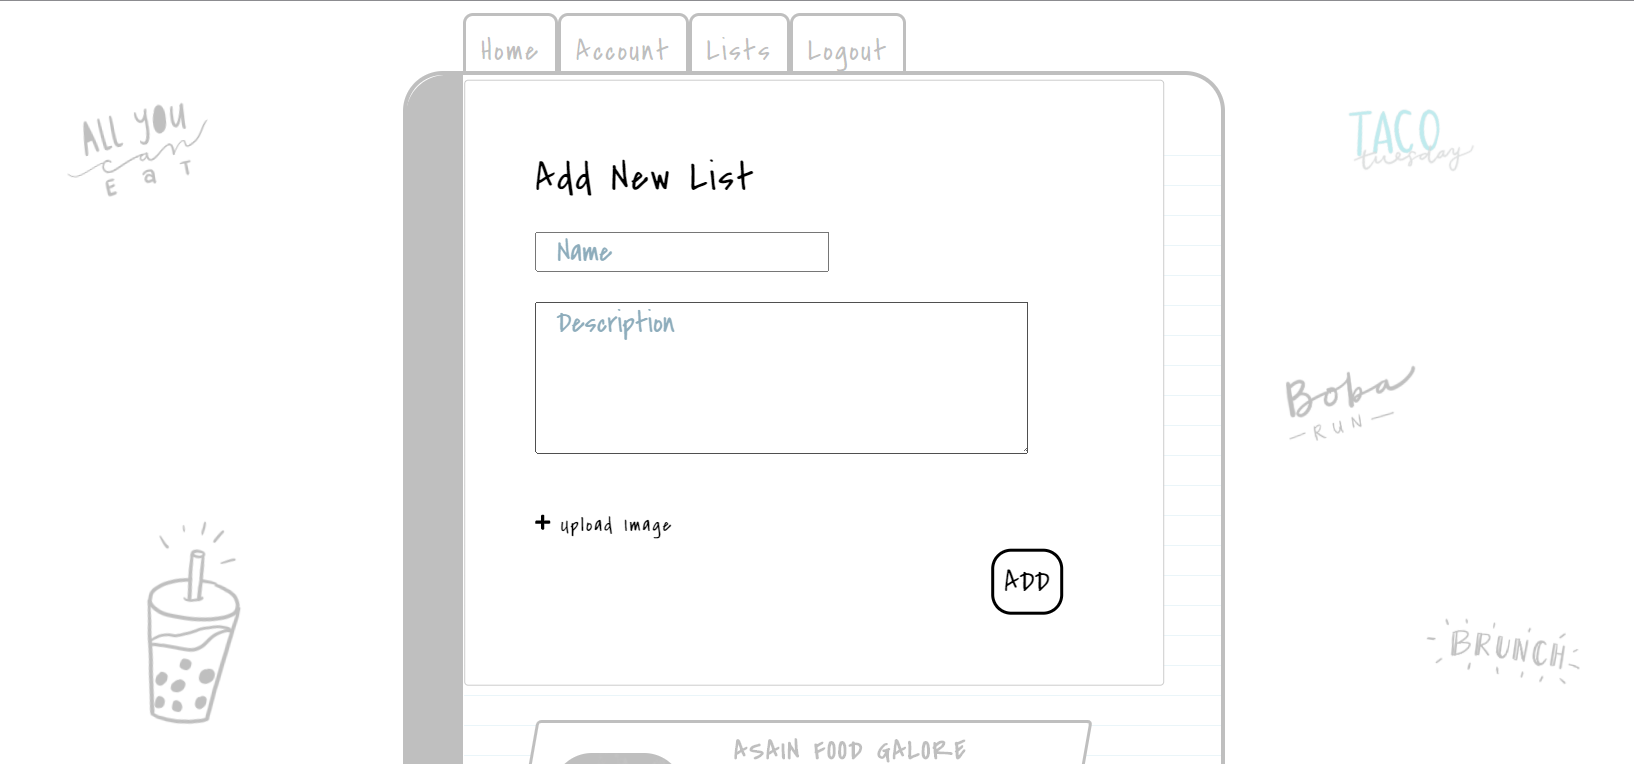 Home Account Lists Logout
ALL YOU
can
EaT
TACO
tuesday
Add New List
Name
Description
Boba
-RUN-
+ Upload Image
ADD
BRUNCH
ASAIN FOOD GALORE